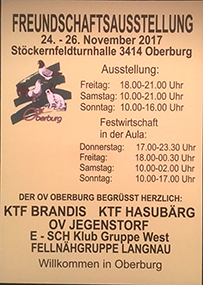 FREUNDSCHAFTSAUSSTELLUNG
24. - 26. November 2017
Stöckernfeldturnhalle 3414 Oberburg
Ausstellung:
Freitag: 18.00-21.00 Uhr
Samstag: 10.00-21.00 Uhr
Sonntag: 10.00-16.00 Uhr
OV Oberburg
Festwirtschaft
in der Aula:
Donnerstag: 17.00-23.30 Uhr
Freitag: 18.00-00.30 Uhr
Samstag: 10.00-02.00 Uhr
Sonntag: 10.00-17.00 Uhr
DER OV OBERBURG BEGRÜSST HERZLICH:
KTF BRANDIS KTF HASUBÄRG
OV JEGENSTORF
E - SCH Klub Gruppe West
FELLNÄHGRUPPE LANGNAU
Willkommen in Oberburg